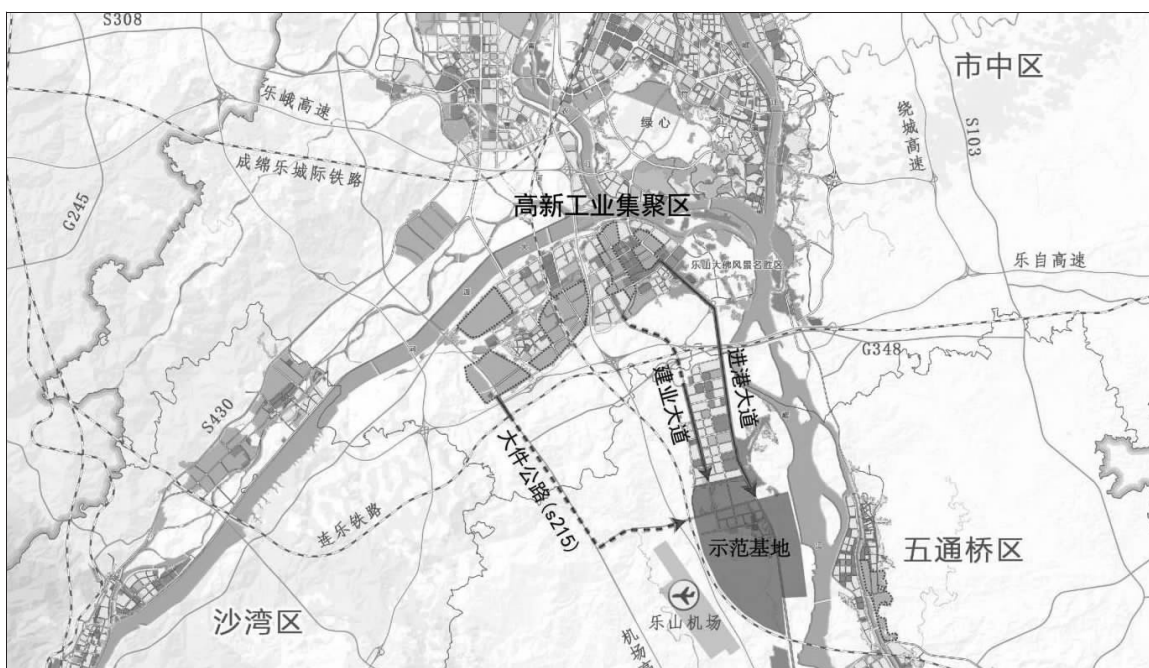 S308
市中区
乐峨高速
绕城高速
S103
绿心
成绵乐城际铁路
G245
高新工业集聚区
大
渡
河
乐山大佛风景名胜区
乐自高速
G348
进港大道
建业大道
S430
大件公路(s215)
连乐铁路
示范基地
五通桥区
沙湾区
乐山机场
机场高